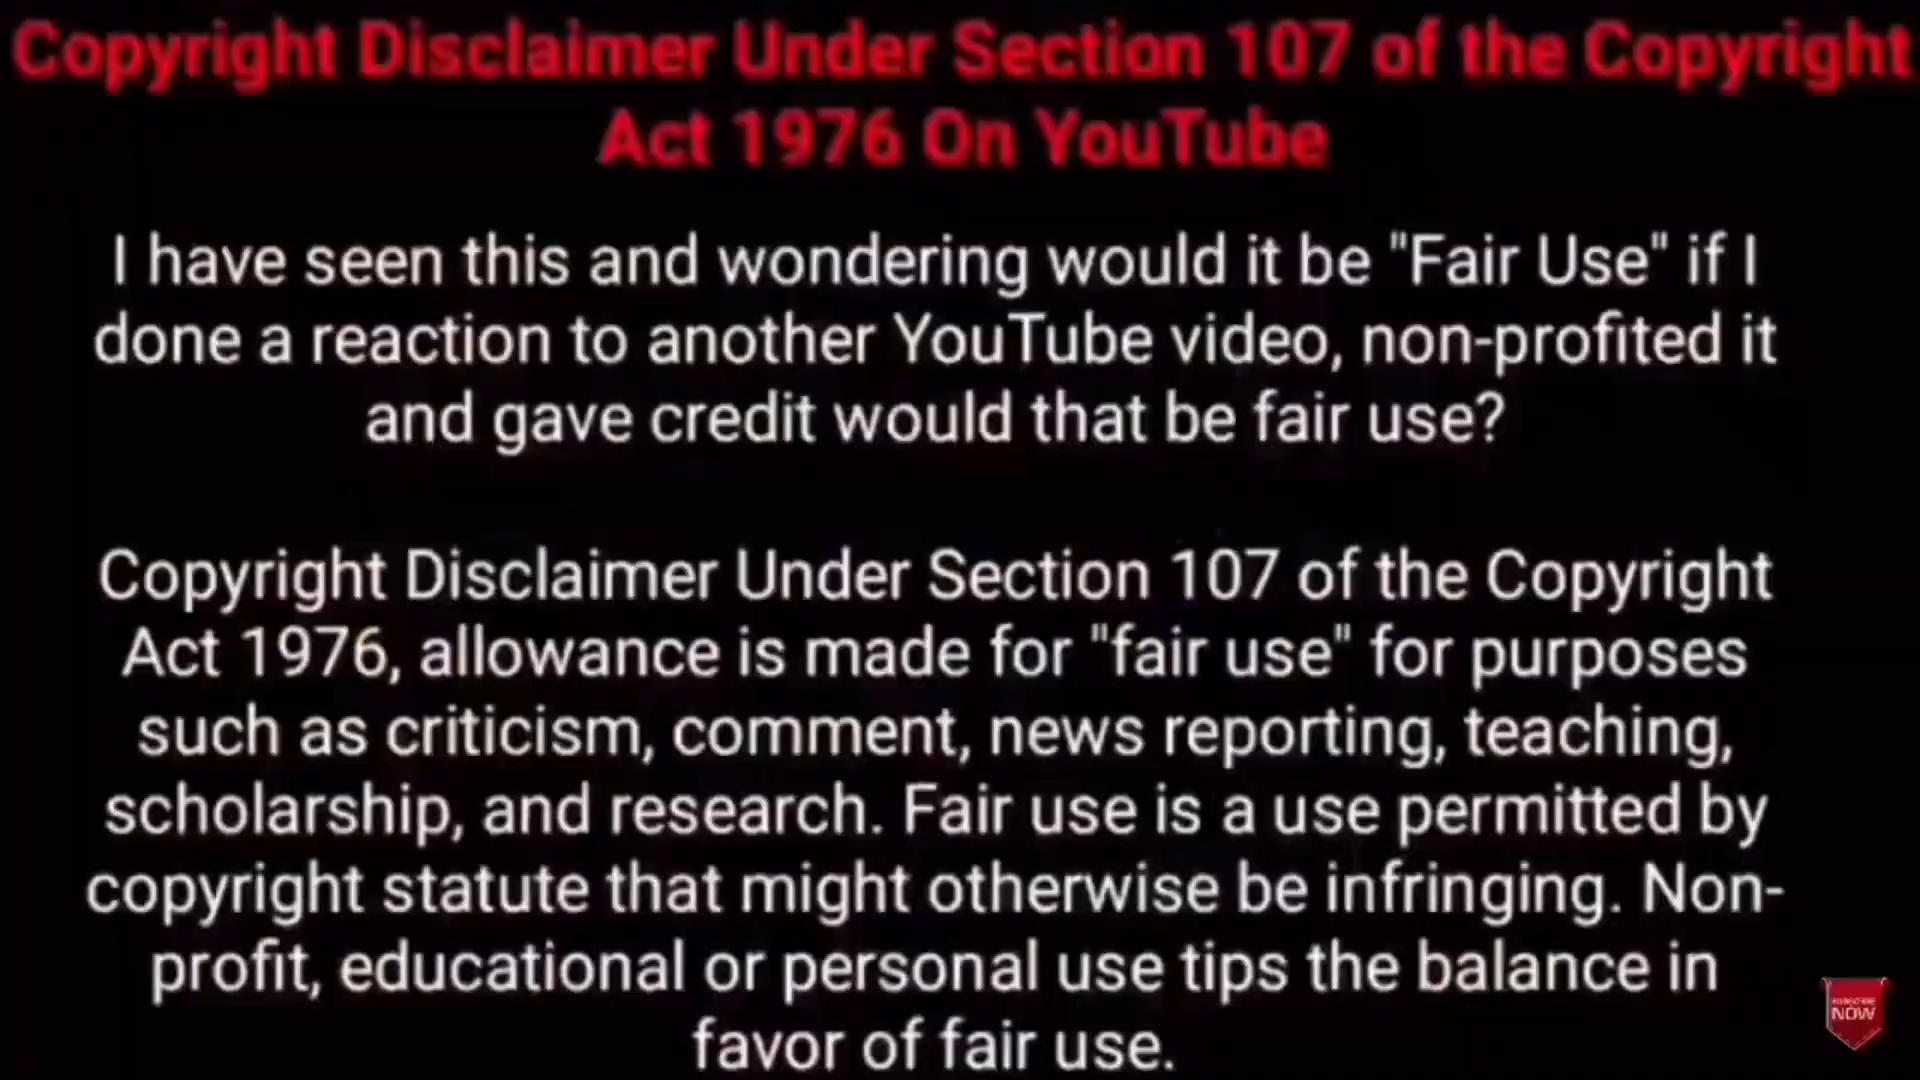 Copyright Disclaimer Under Section 107 of the Copyright
Act 1976 On YouTube
I have seen this and wondering would it be "Fair Use" if I
done a reaction to another YouTube video, non-profited it
and gave credit would that be fair use?
Copyright Disclaimer Under Section 107 of the Copyright
Act 1976, allowance is made for "fair use" for purposes
such as criticism, comment, news reporting, teaching,
scholarship, and research. Fair use is a use permitted by
copyright statute that might otherwise be infringing. Non-
profit, educational or personal use tips the balance in
favor of fair use.
SUBSCRIBE
NOW